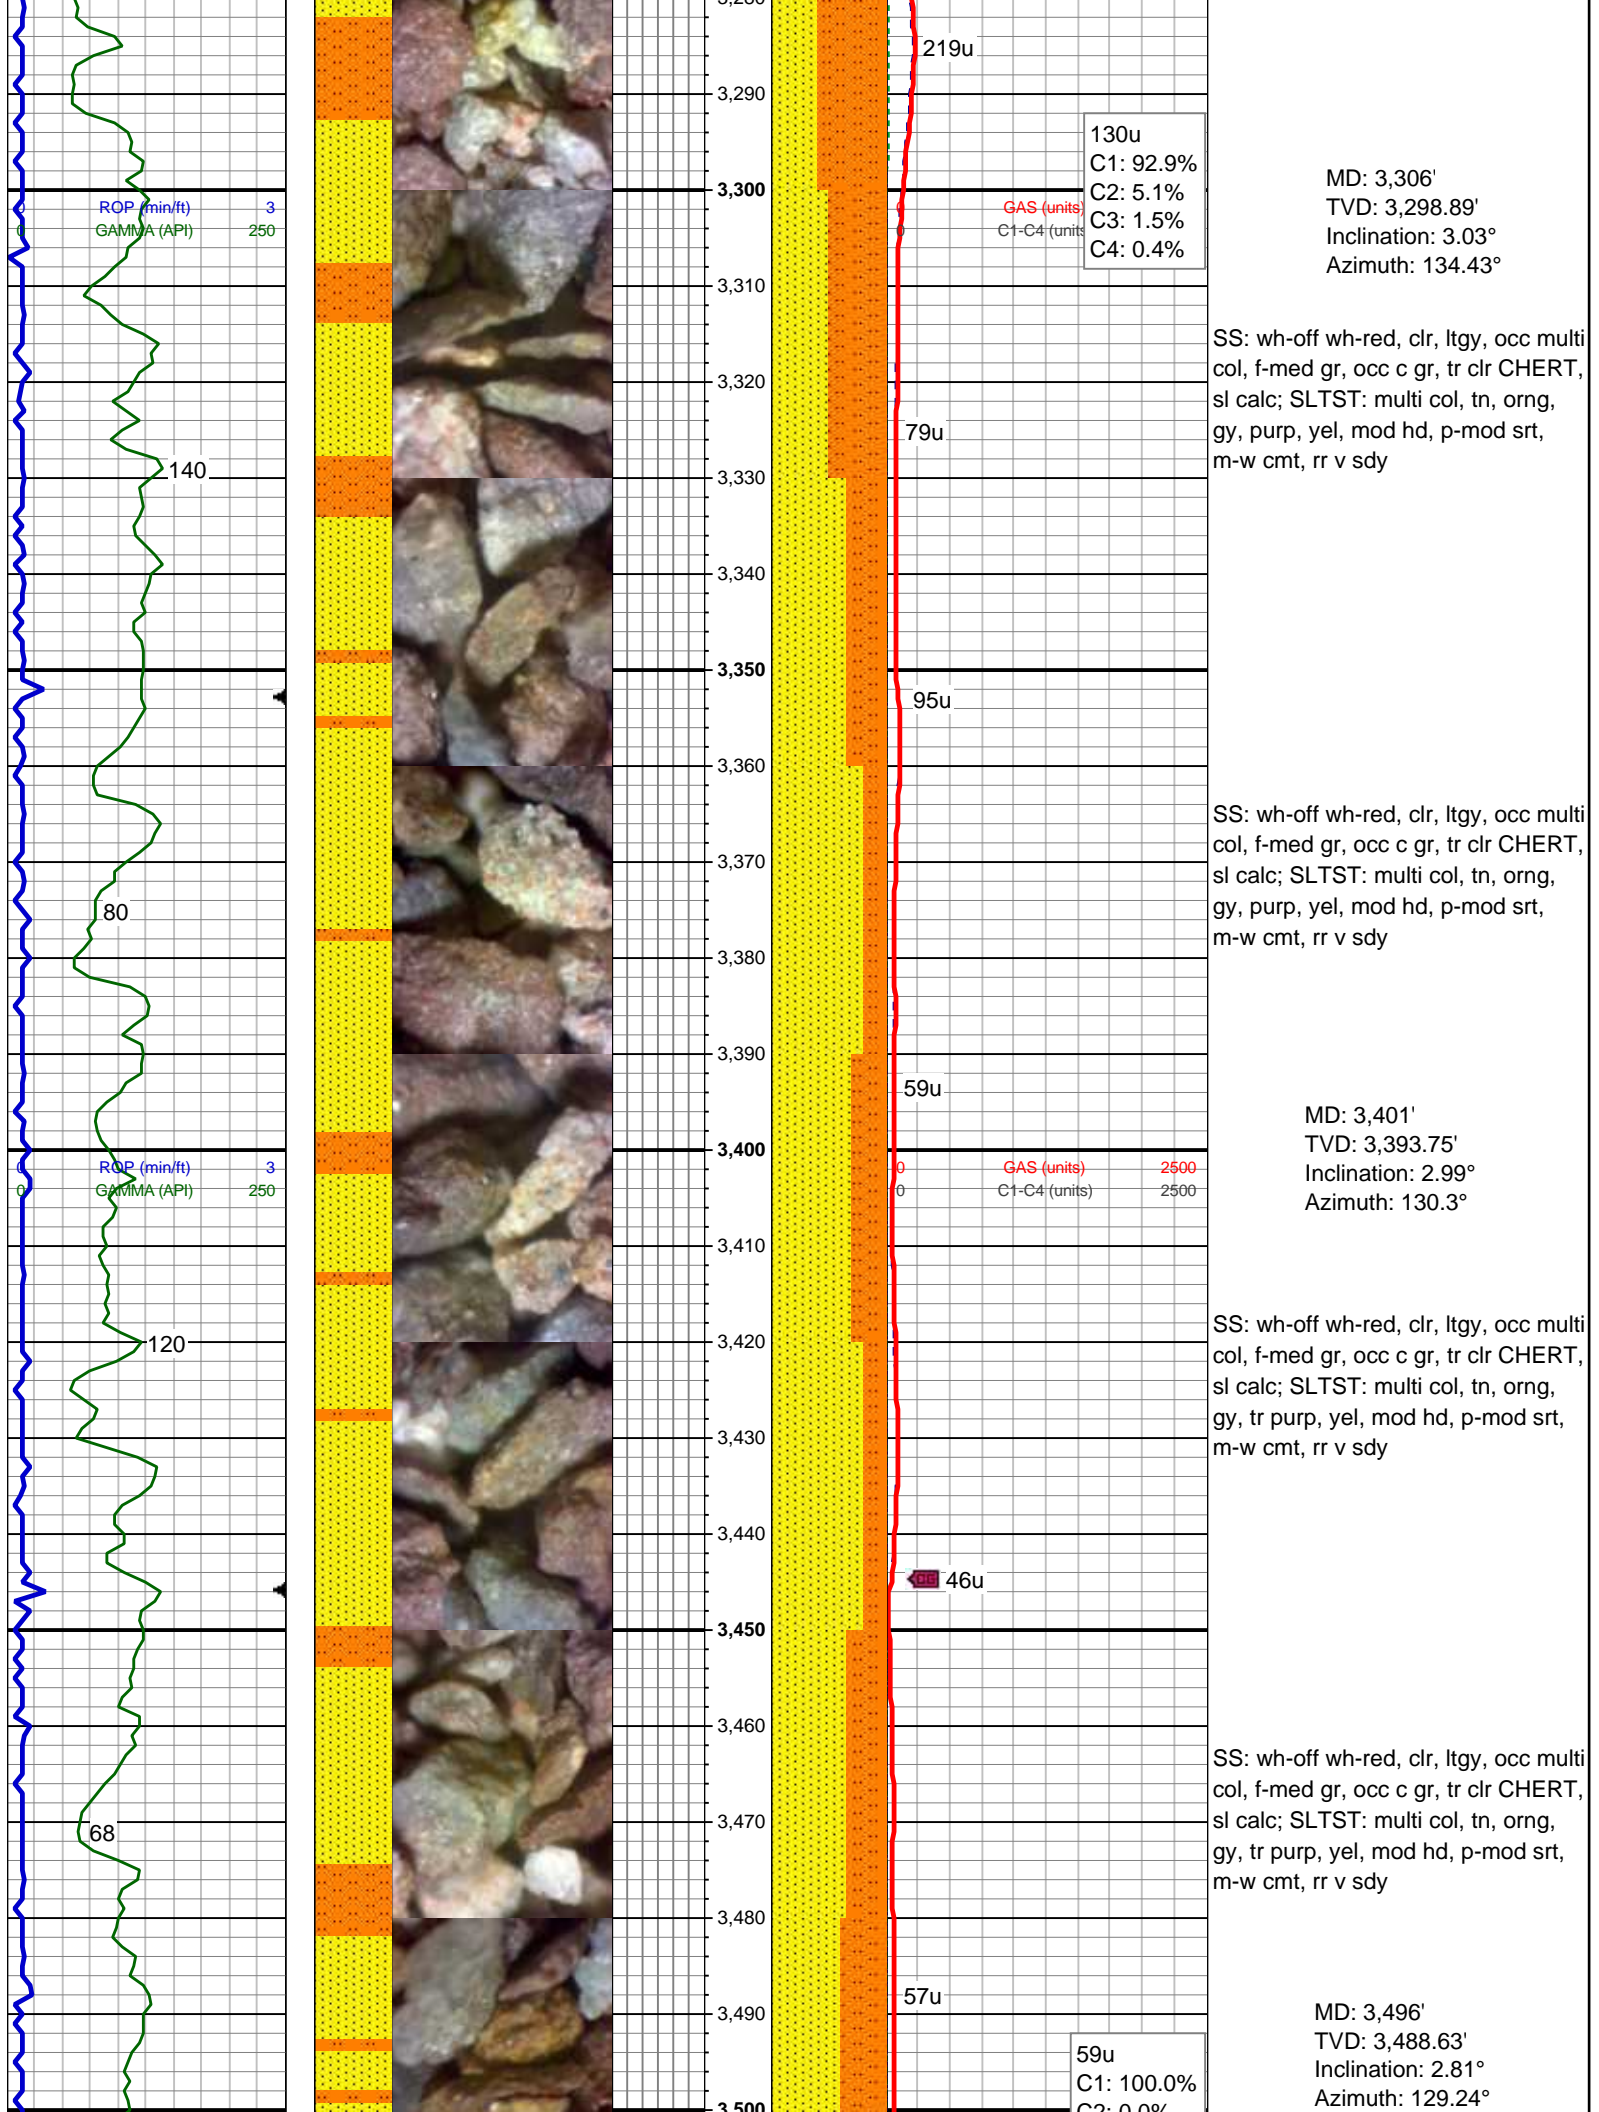 219u
3,290
130u
C1: 92.9%
C2: 5.1%
C3: 1.5%
C4: 0.4%
MD: 3,306'
TVD: 3,298.89'
Inclination: 3.03°
Azimuth: 134.43°
3,300
0 ROP (min/ft) 3
0 GAMMA (API) 250
GAS (units)
0 C1-C4 (units
3,310
SS: wh-off wh-red, clr, ltgy, occ multi
col, f-med gr, occ c gr, tr clr CHERT,
sl calc; SLTST: multi col, tn, orng,
gy, purp, yel, mod hd, p-mod srt,
m-w cmt, rr v sdy
3,320
79u
140
3,330
3,340
3,350
95u
3,360
SS: wh-off wh-red, clr, ltgy, occ multi
col, f-med gr, occ c gr, tr clr CHERT,
sl calc; SLTST: multi col, tn, orng,
gy, purp, yel, mod hd, p-mod srt,
m-w cmt, rr v sdy
3,370
80
3,380
3,390
59u
MD: 3,401'
TVD: 3,393.75'
Inclination: 2.99°
Azimuth: 130.3°
3,400
0 ROP (min/ft) 3
0 GAMMA (API) 250
0 GAS (units) 2500
0 C1-C4 (units) 2500
3,410
SS: wh-off wh-red, clr, ltgy, occ multi
col, f-med gr, occ c gr, tr clr CHERT,
sl calc; SLTST: multi col, tn, orng,
gy, tr purp, yel, mod hd, p-mod srt,
m-w cmt, rr v sdy
120
3,420
3,430
3,440
CG 46u
3,450
3,460
SS: wh-off wh-red, clr, ltgy, occ multi
col, f-med gr, occ c gr, tr clr CHERT,
sl calc; SLTST: multi col, tn, orng,
gy, tr purp, yel, mod hd, p-mod srt,
m-w cmt, rr v sdy
3,470
68
3,480
57u
3,490
MD: 3,496'
TVD: 3,488.63'
Inclination: 2.81°
Azimuth: 129.24°
59u
C1: 100.0%
C2: 0.0%
3,500